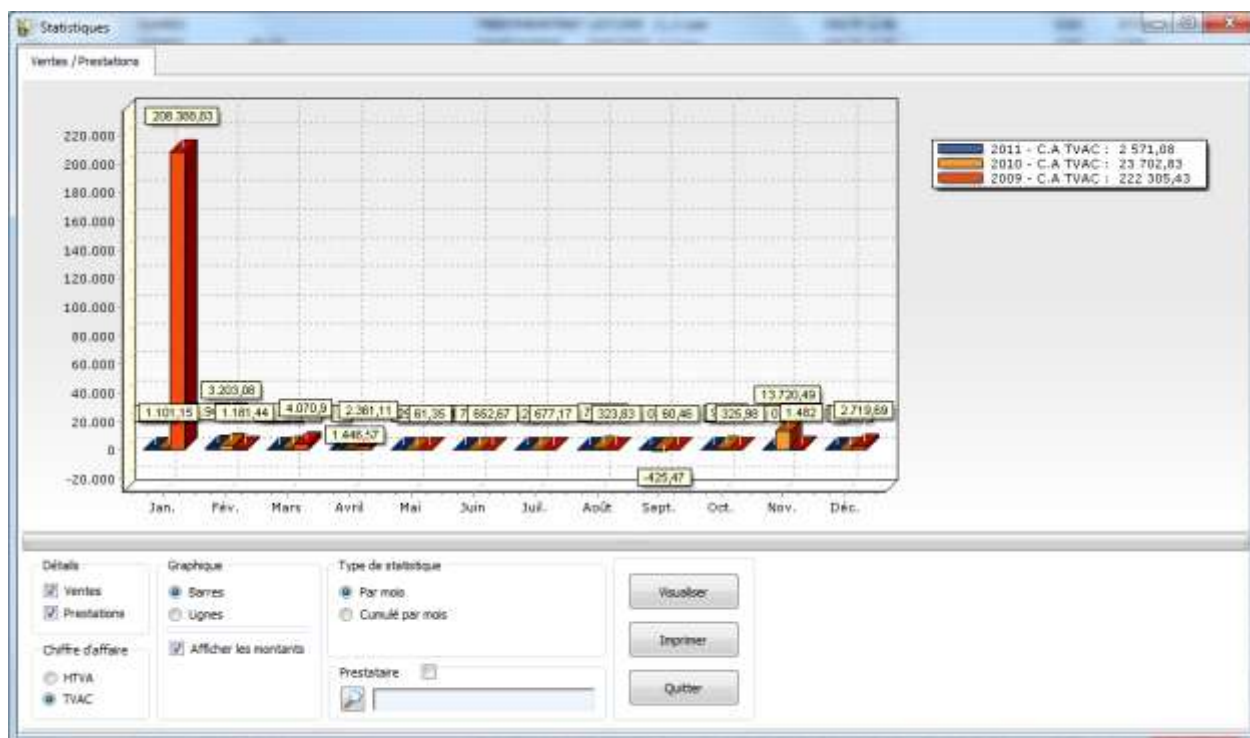 Statistiques
Ventes / Prestations
208.388,83
220.000
200.000
180.000
160.000
140.000
120.000
100.000
80.000
60.000
40.000
20.000
0
-20.000
2011 - C.A TVAC : 2 571,08
2010 - C.A TVAC : 23 702,83
2009 - C.A TVAC : 222 305,43
3.203,08
13.720,49
1.101,15 1.181,44 4.070,9 2.361,11 61,35 662,67 677,17 323,83 60,46 325,98 1.482 2.719,69
1.446,57
-425,47
Jan. Fév. Mars Avril Mai Juin Juil. Août Sept. Oct. Nov. Déc.
Détails Graphique Type de statistique
Ventes Barres Par mois Visualiser
Prestations Lignes Cumulé par mois
Chiffre d'affaire Afficher les montants Imprimer
HTVA Prestataire
TVAC Quitter